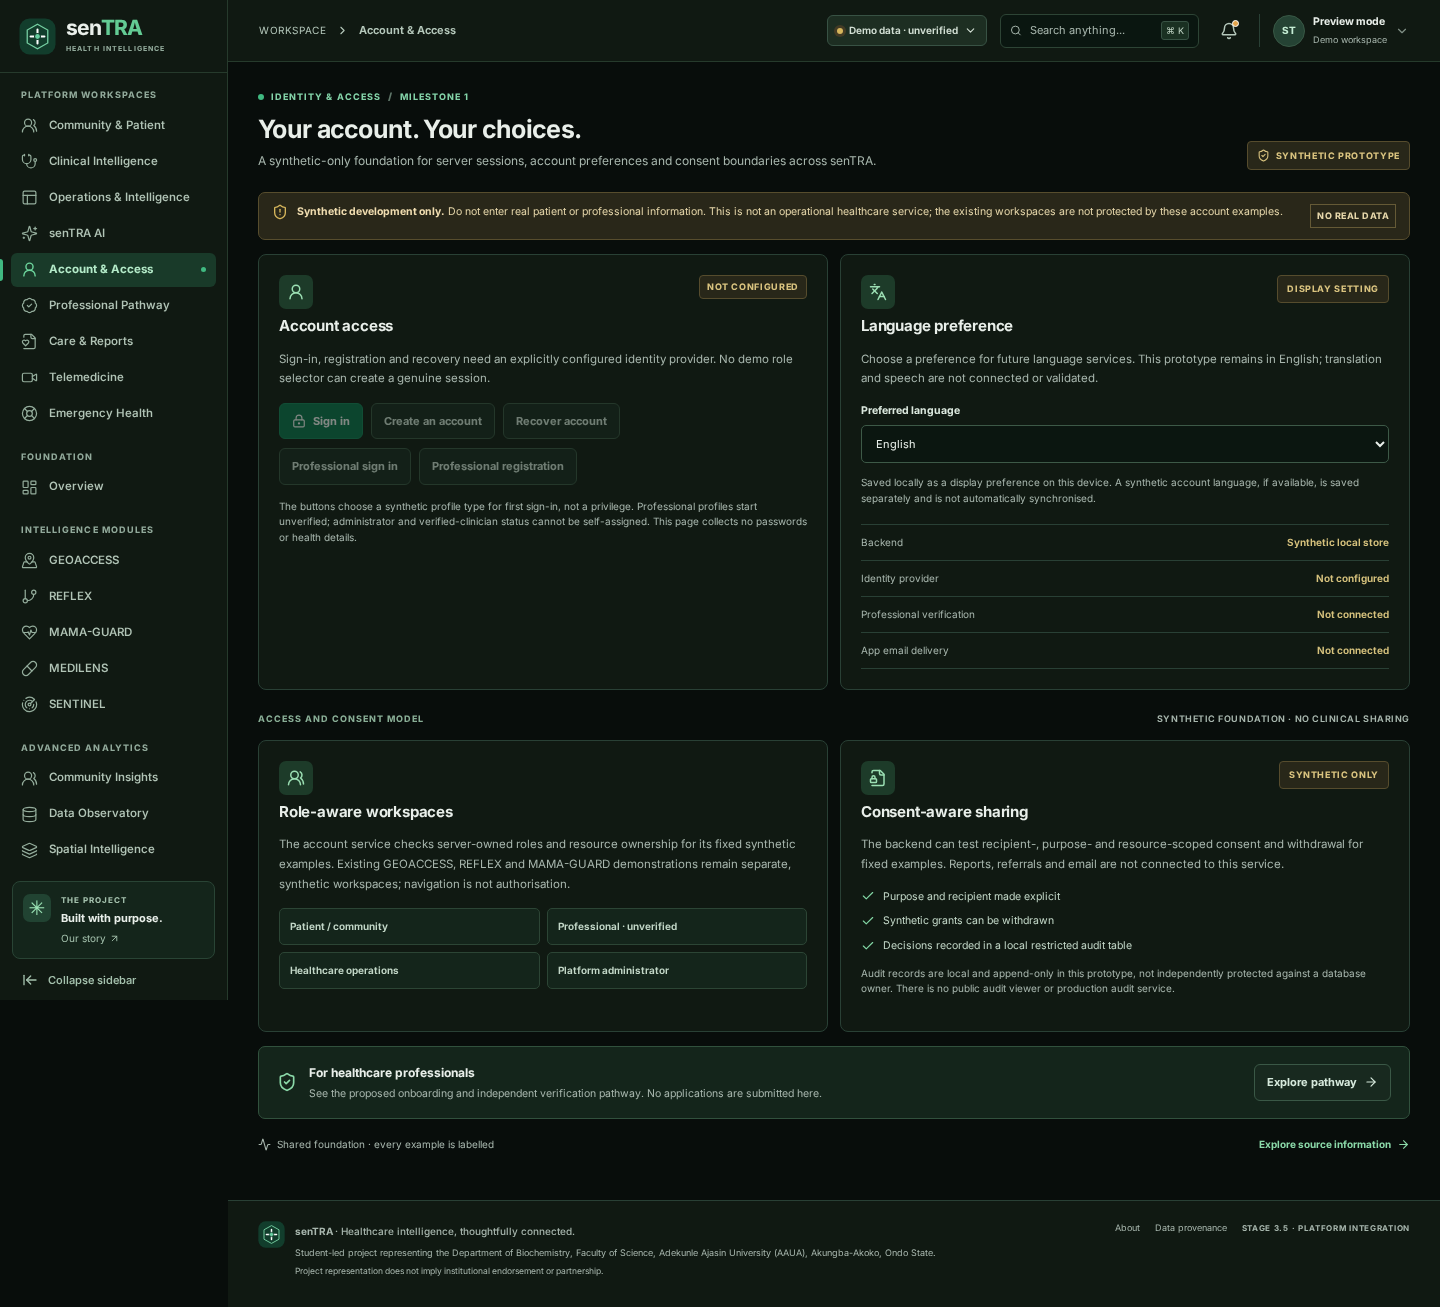 senTRA
HEALTH INTELLIGENCE
WORKSPACE
Account & Access
Demo data · unverified
Search anything...
⌘ K
ST
Preview mode
Demo workspace
PLATFORM WORKSPACES
Community & Patient
Clinical Intelligence
Operations & Intelligence
senTRA AI
Account & Access
Professional Pathway
Care & Reports
Telemedicine
Emergency Health
FOUNDATION
Overview
INTELLIGENCE MODULES
GEOACCESS
REFLEX
MAMA-GUARD
MEDILENS
SENTINEL
ADVANCED ANALYTICS
Community Insights
Data Observatory
Spatial Intelligence
THE PROJECT
Built with purpose.
Our story
Collapse sidebar
IDENTITY & ACCESS / MILESTONE 1
Your account. Your choices.
A synthetic-only foundation for server sessions, account preferences and consent boundaries across senTRA.
SYNTHETIC PROTOTYPE
Synthetic development only. Do not enter real patient or professional information. This is not an operational healthcare service; the existing workspaces are not protected by these account examples.
NO REAL DATA
NOT CONFIGURED
Account access
Sign-in, registration and recovery need an explicitly configured identity provider. No demo role
selector can create a genuine session.
Sign in
Create an account
Recover account
Professional sign in
Professional registration
The buttons choose a synthetic profile type for first sign-in, not a privilege. Professional profiles start
unverified; administrator and verified-clinician status cannot be self-assigned. This page collects no passwords
or health details.
DISPLAY SETTING
Language preference
Choose a preference for future language services. This prototype remains in English; translation
and speech are not connected or validated.
Preferred language
English
Saved locally as a display preference on this device. A synthetic account language, if available, is saved
separately and is not automatically synchronised.
Backend
Synthetic local store
Identity provider
Not configured
Professional verification
Not connected
App email delivery
Not connected
ACCESS AND CONSENT MODEL
SYNTHETIC FOUNDATION · NO CLINICAL SHARING
Role-aware workspaces
The account service checks server-owned roles and resource ownership for its fixed synthetic
examples. Existing GEOACCESS, REFLEX and MAMA-GUARD demonstrations remain separate,
synthetic workspaces; navigation is not authorisation.
Patient / community
Professional · unverified
Healthcare operations
Platform administrator
SYNTHETIC ONLY
Consent-aware sharing
The backend can test recipient-, purpose- and resource-scoped consent and withdrawal for
fixed examples. Reports, referrals and email are not connected to this service.
Purpose and recipient made explicit
Synthetic grants can be withdrawn
Decisions recorded in a local restricted audit table
Audit records are local and append-only in this prototype, not independently protected against a database
owner. There is no public audit viewer or production audit service.
For healthcare professionals
See the proposed onboarding and independent verification pathway. No applications are submitted here.
Explore pathway
Shared foundation · every example is labelled
Explore source information
senTRA · Healthcare intelligence, thoughtfully connected.
Student-led project representing the Department of Biochemistry, Faculty of Science, Adekunle Ajasin University (AAUA), Akungba-Akoko, Ondo State.
Project representation does not imply institutional endorsement or partnership.
About
Data provenance
STAGE 3.5 · PLATFORM INTEGRATION